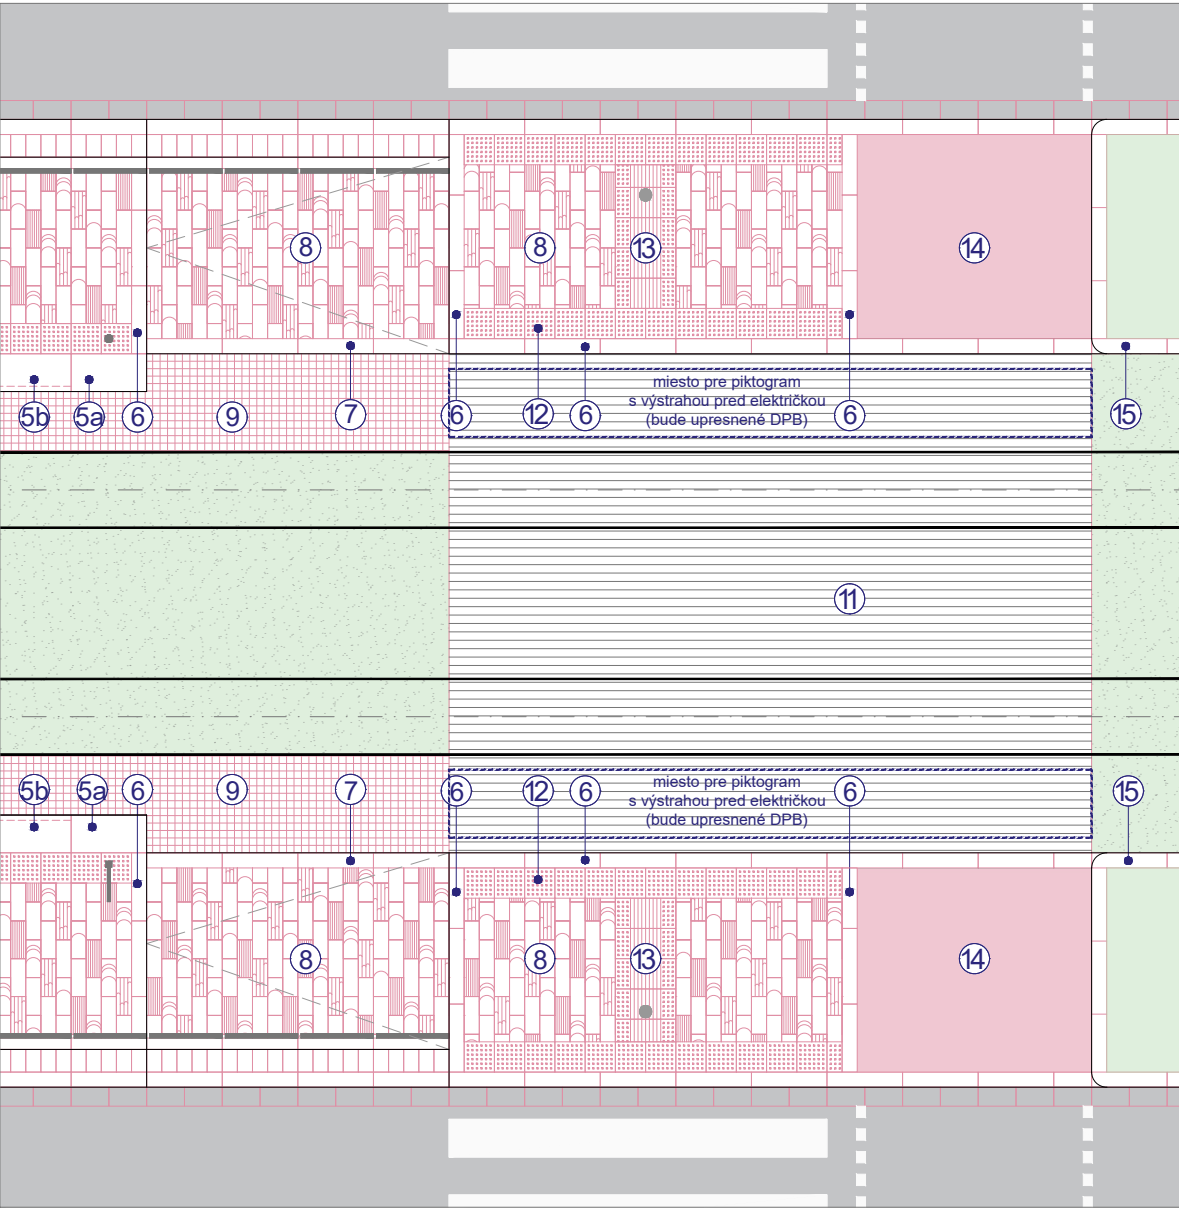 8
8
13
14
miesto pre piktogram
s výstrahou pred električkou
(bude upresnené DPB)
5b
5a
6
9
7
6
12
6
6
15
11
5b
5a
6
9
7
6
12
6
6
15
miesto pre piktogram
s výstrahou pred električkou
(bude upresnené DPB)
8
8
13
14